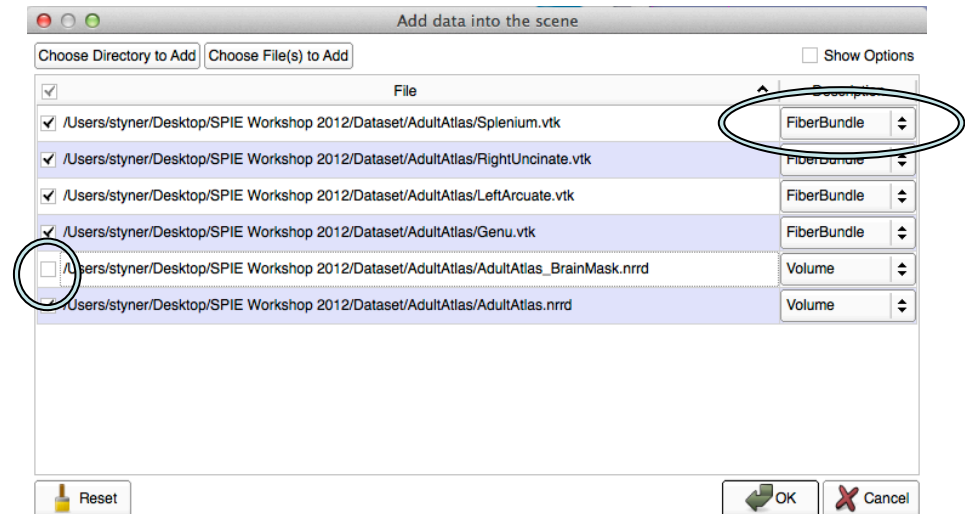 Add data into the scene
Choose Directory to Add Choose File(s) to Add Show Options
File Description
/Users/styner/Desktop/SPIE Workshop 2012/Dataset/AdultAtlas/Splenium.vtk FiberBundle
/Users/styner/Desktop/SPIE Workshop 2012/Dataset/AdultAtlas/RightUncinate.vtk FiberBundle
/Users/styner/Desktop/SPIE Workshop 2012/Dataset/AdultAtlas/LeftArcuate.vtk FiberBundle
/Users/styner/Desktop/SPIE Workshop 2012/Dataset/AdultAtlas/Genu.vtk FiberBundle
/Users/styner/Desktop/SPIE Workshop 2012/Dataset/AdultAtlas/AdultAtlas_BrainMask.nrrd Volume
/Users/styner/Desktop/SPIE Workshop 2012/Dataset/AdultAtlas/AdultAtlas.nrrd Volume
Reset OK Cancel